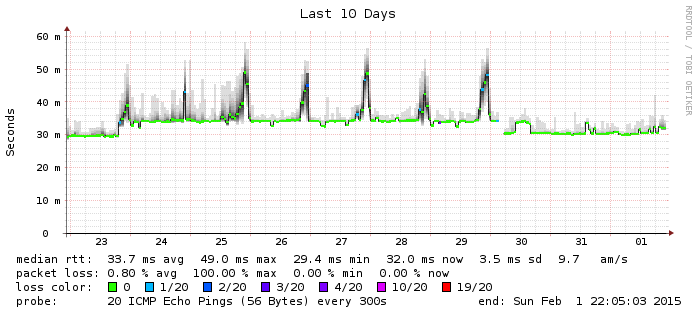 Last 10 Days
RRDTOOL / TOBI OETIKER
Seconds
60 m
50 m
40 m
30 m
20 m
10 m
0
23 24 25 26 27 28 29 30 31 01
median rtt: 33.7 ms avg 49.0 ms max 29.4 ms min 32.0 ms now 3.5 ms sd 9.7 am/s
packet loss: 0.80 % avg 100.00 % max 0.00 % min 0.00 % now
loss color: 0 1/20 2/20 3/20 4/20 10/20 19/20
probe: 20 ICMP Echo Pings (56 Bytes) every 300s end: Sun Feb 1 22:05:03 2015